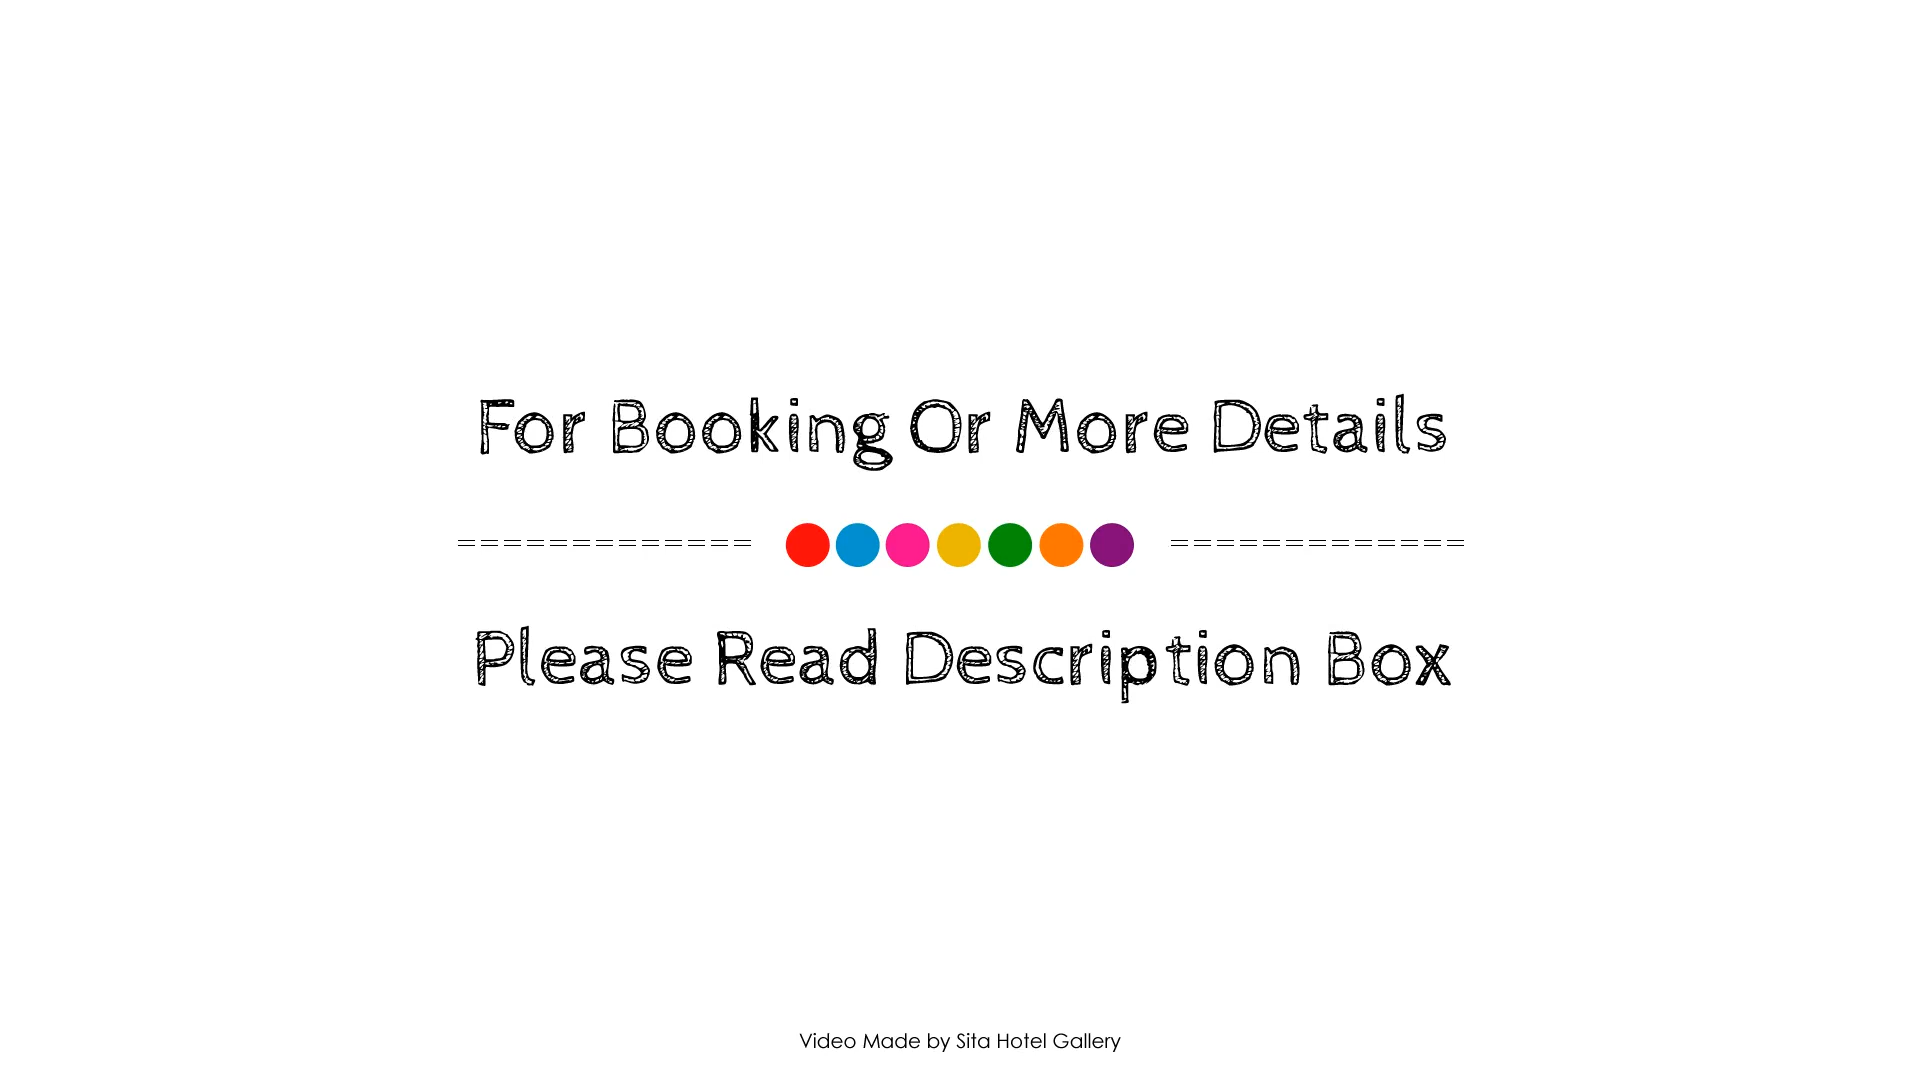 For Booking Or More Details
============= =============
Please Read Description Box
Video Made by Sita Hotel Gallery